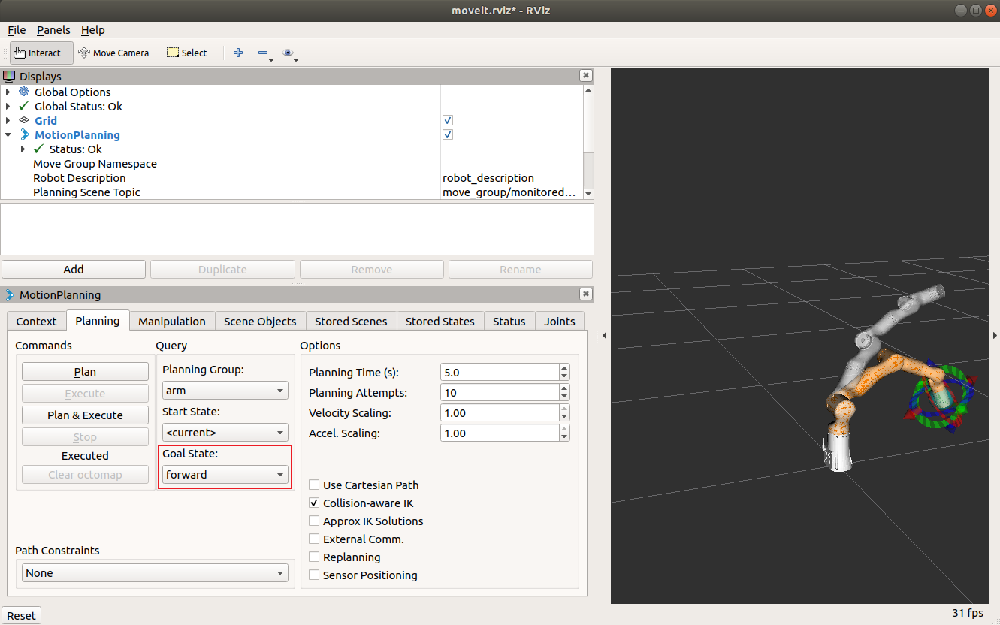 moveit.rviz* - RViz
File Panels Help
Interact Move Camera Select
Displays
Global Options
Global Status: Ok
Grid
MotionPlanning
Status: Ok
Move Group Namespace
Robot Description robot_description
Planning Scene Topic move_group/monitored...
Add Duplicate Remove Rename
MotionPlanning
Context Planning Manipulation Scene Objects Stored Scenes Stored States Status Joints
Commands
Plan
Execute
Plan & Execute
Stop
Executed
Clear octomap
Query
Planning Group:
arm
Start State:
<current>
Goal State:
forward
Options
Planning Time (s): 5.0
Planning Attempts: 10
Velocity Scaling: 1.00
Accel. Scaling: 1.00
Use Cartesian Path
Collision-aware IK
Approx IK Solutions
External Comm.
Replanning
Sensor Positioning
Path Constraints
None
Reset
31 fps